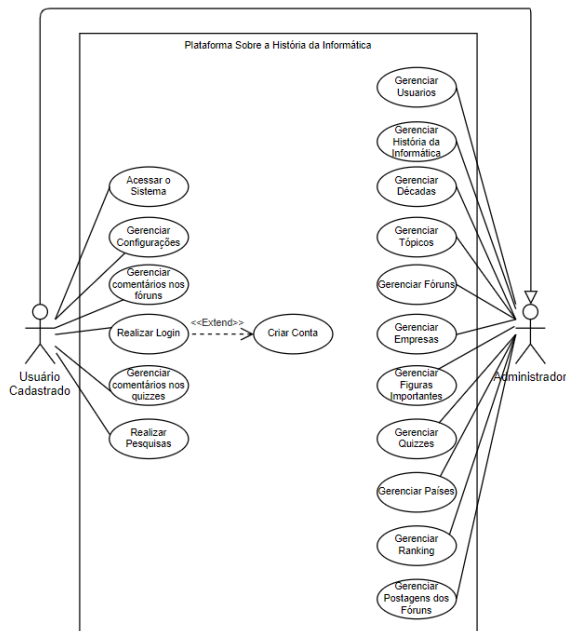 Plataforma Sobre a História da Informática
Gerenciar
Usuarios
Gerenciar
História da
Informática
Acessar o
Sistema
Gerenciar
Décadas
Gerenciar
Configurações
Gerenciar
Tópicos
Gerenciar
comentários nos
fóruns
Gerenciar Fóruns
Realizar Login
<<Extend>>
Criar Conta
Gerenciar
Empresas
Usuário
Cadastrado
Administrador
Gerenciar
comentários nos
quizzes
Gerenciar
Figuras
Importantes
Realizar
Pesquisas
Gerenciar
Quizzes
Gerenciar Países
Gerenciar
Ranking
Gerenciar
Postagens dos
Fóruns